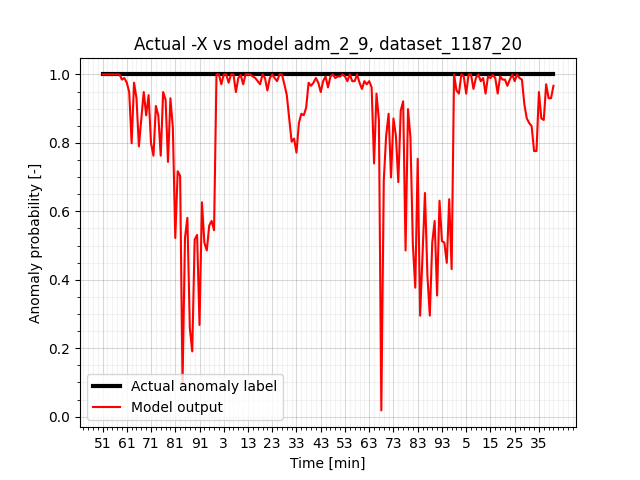 Actual -X vs model adm_2_9, dataset_1187_20
Anomaly probability [-]
1.0
0.8
0.6
0.4
0.2
0.0
Actual anomaly label
Model output
51 61 71 81 91 3 13 23 33 43 53 63 73 83 93 5 15 25 35
Time [min]